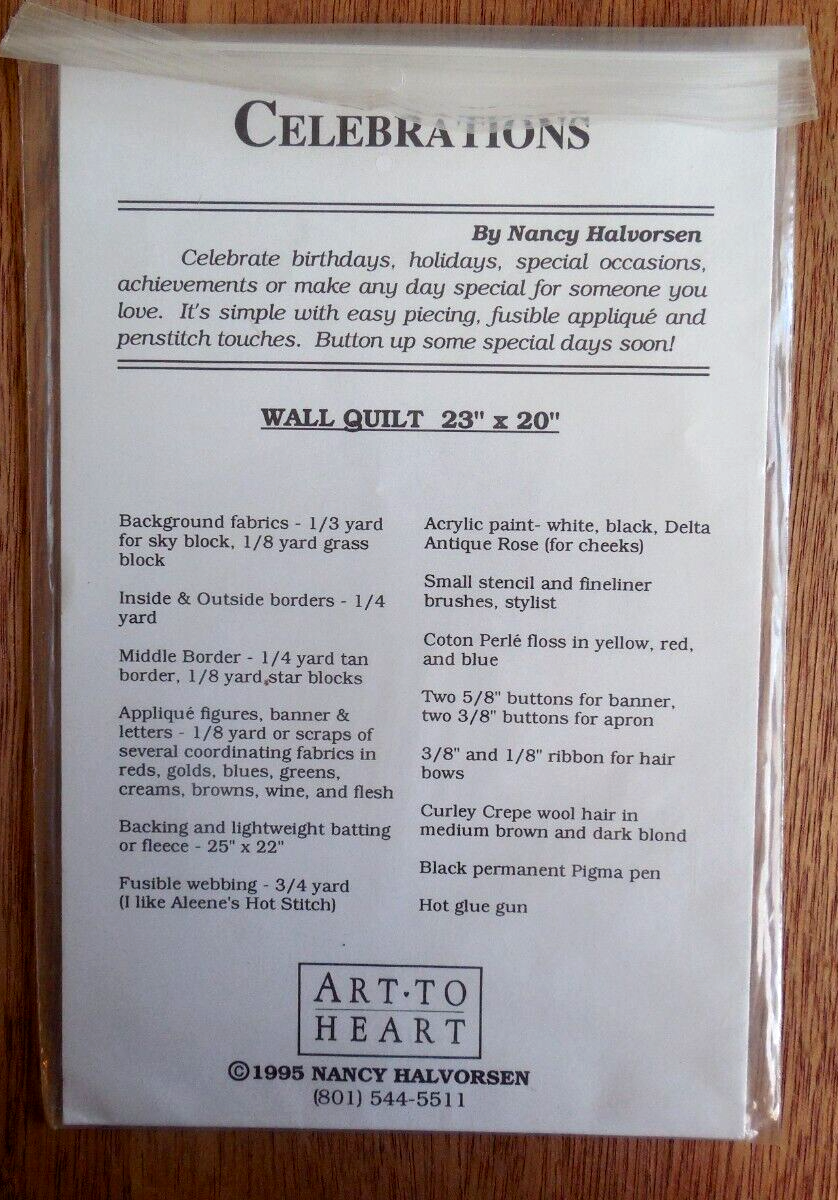 CELEBRATIONS
By Nancy Halvorsen
Celebrate birthdays, holidays, special occasions,
achievements or make any day special for someone you
love. It's simple with easy piecing, fusible appliqué and
penstitch touches. Button up some special days soon!
WALL QUILT 23" x 20"
Background fabrics - 1/3 yard
for sky block, 1/8 yard grass
block
Inside & Outside borders - 1/4
yard
Middle Border - 1/4 yard tan
border, 1/8 yard star blocks
Appliqué figures, banner &
letters - 1/8 yard or scraps of
several coordinating fabrics in
reds, golds, blues, greens,
creams, browns, wine, and flesh
Backing and lightweight batting
or fleece - 25" x 22"
Fusible webbing - 3/4 yard
(I like Aleene's Hot Stitch)
Acrylic paint- white, black, Delta
Antique Rose (for cheeks)
Small stencil and fineliner
brushes, stylist
Coton Perlé floss in yellow, red,
and blue
Two 5/8" buttons for banner,
two 3/8" buttons for apron
3/8" and 1/8" ribbon for hair
bows
Curley Crepe wool hair in
medium brown and dark blond
Black permanent Pigma pen
Hot glue gun
ART·TO
HEART
©1995 NANCY HALVORSEN
(801) 544-5511